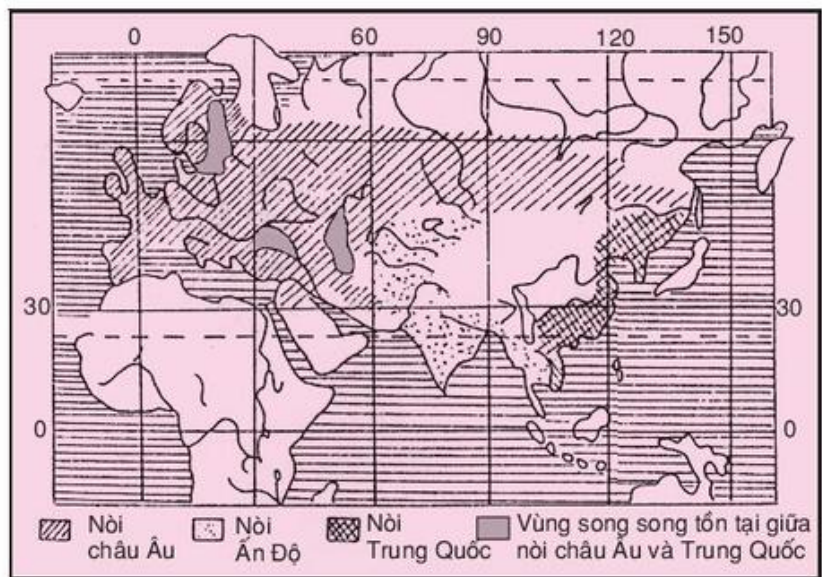 0 60 90 120 150
30 30
0 0
Nòi châu Âu
Nòi Ấn Độ
Nòi Trung Quốc
Vùng song song tồn tại giữa nòi châu Âu và Trung Quốc